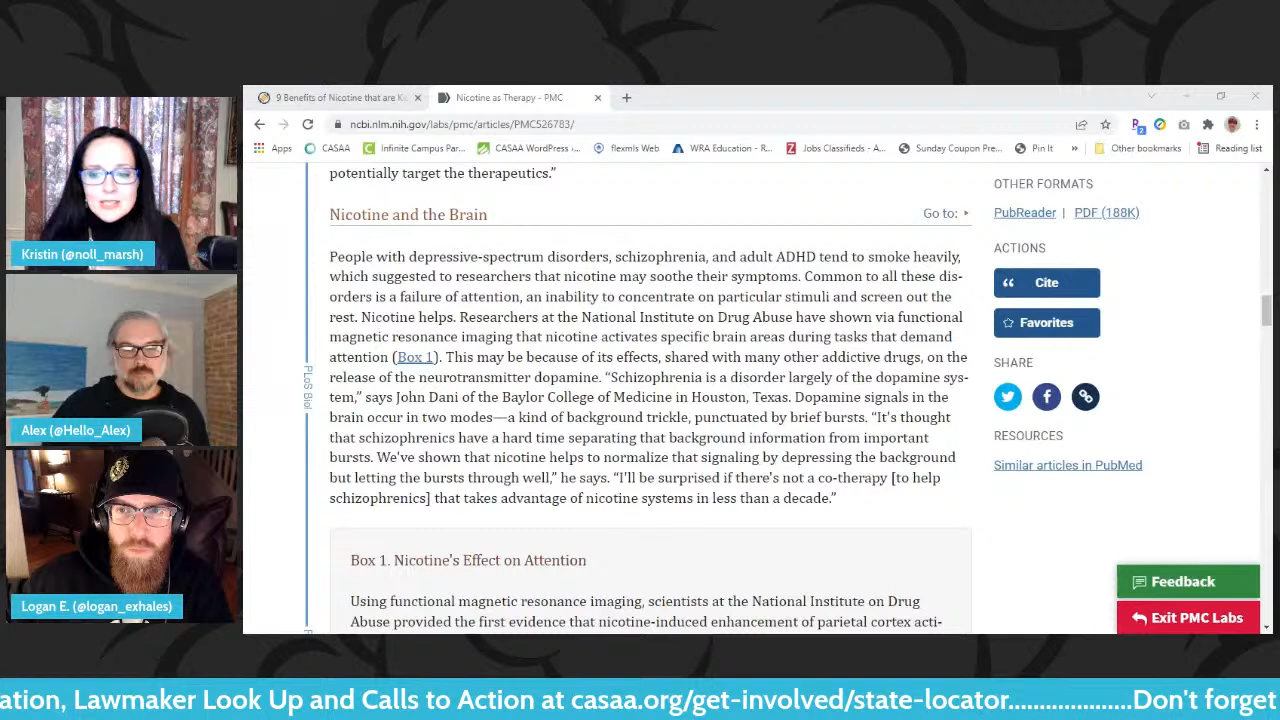 Kristin (@noll_marsh)
Alex (@Hello_Alex)
Logan E. (@logan_exhales)
9 Benefits of Nicotine that are Ke
Nicotine as Therapy - PMC
ncbi.nlm.nih.gov/labs/pmc/articles/PMC526783/
Apps
CASAA
Infinite Campus Par...
CASAA WordPress ‹...
flexmls Web
WRA Education - R...
Jobs Classifieds - A...
Sunday Coupon Pre...
Pin It
»
Other bookmarks
Reading list
PLoS Biol
potentially target the therapeutics.”
Nicotine and the Brain
Go to:
People with depressive-spectrum disorders, schizophrenia, and adult ADHD tend to smoke heavily,
which suggested to researchers that nicotine may soothe their symptoms. Common to all these dis-
orders is a failure of attention, an inability to concentrate on particular stimuli and screen out the
rest. Nicotine helps. Researchers at the National Institute on Drug Abuse have shown via functional
magnetic resonance imaging that nicotine activates specific brain areas during tasks that demand
attention (Box 1). This may be because of its effects, shared with many other addictive drugs, on the
release of the neurotransmitter dopamine. “Schizophrenia is a disorder largely of the dopamine sys-
tem,” says John Dani of the Baylor College of Medicine in Houston, Texas. Dopamine signals in the
brain occur in two modes—a kind of background trickle, punctuated by brief bursts. “It's thought
that schizophrenics have a hard time separating that background information from important
bursts. We've shown that nicotine helps to normalize that signaling by depressing the background
but letting the bursts through well,” he says. “I'll be surprised if there's not a co-therapy [to help
schizophrenics] that takes advantage of nicotine systems in less than a decade.”
Box 1. Nicotine's Effect on Attention
Using functional magnetic resonance imaging, scientists at the National Institute on Drug
Abuse provided the first evidence that nicotine-induced enhancement of parietal cortex acti-
OTHER FORMATS
PubReader | PDF (188K)
ACTIONS
Cite
Favorites
SHARE
RESOURCES
Similar articles in PubMed
Feedback
Exit PMC Labs
ation, Lawmaker Look Up and Calls to Action at casaa.org/get-involved/state-locator...................Don't forget